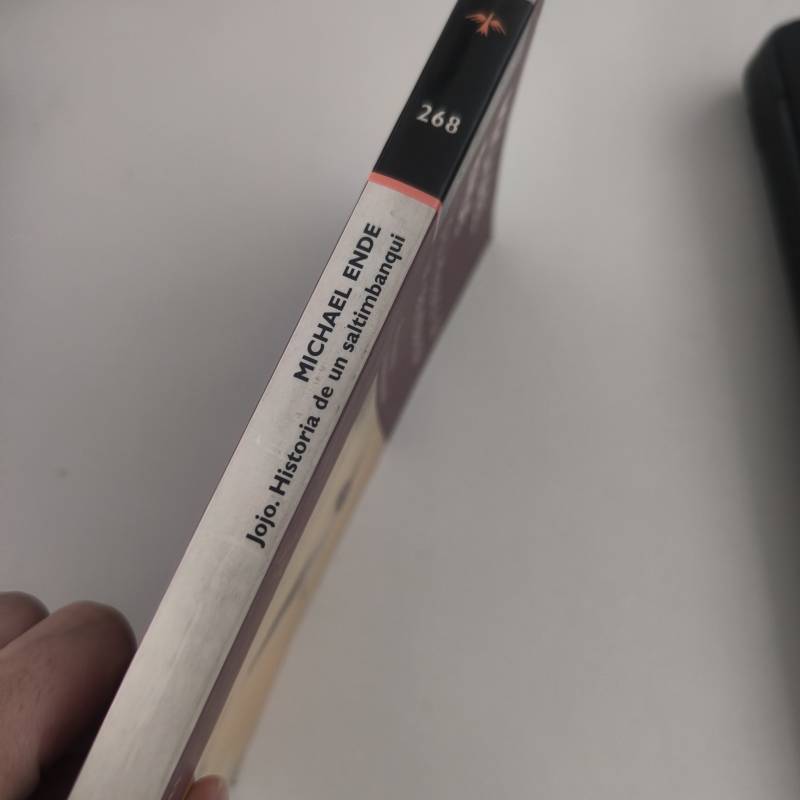 268
MICHAEL ENDE
Jojo. Historia de un saltimbanqui